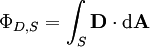 Φ_{D,S} = ∫_S D · dA